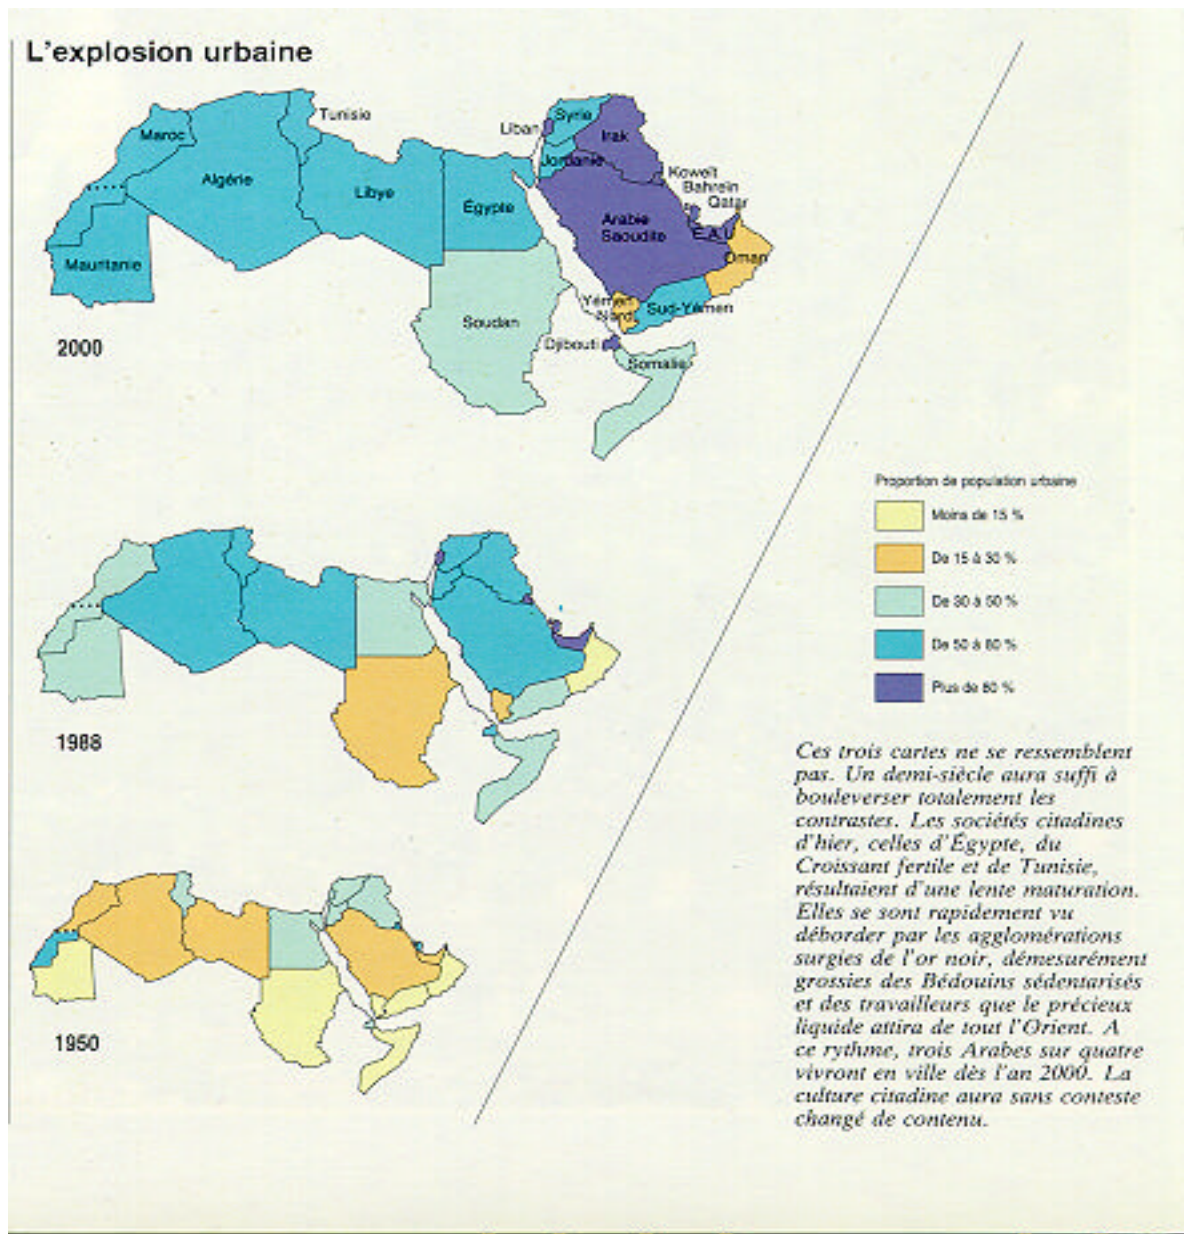 L'explosion urbaine
Tunisie
Maroc
Algérie
Libye
Égypte
Mauritanie
Liban
Syrie
Irak
Jordanie
Koweït
Bahreïn
Qatar
Arabie
Saoudite
E.A.U
Oman
Yémen
Nord
Sud-Yémen
Soudan
Djibouti
Somalie
2000
1988
1950
Proportion de population urbaine
Moins de 15 %
De 15 à 30 %
De 30 à 50 %
De 50 à 80 %
Plus de 80 %
Ces trois cartes ne se ressemblent
pas. Un demi-siècle aura suffi à
bouleverser totalement les
contrastes. Les sociétés citadines
d'hier, celles d'Égypte, du
Croissant fertile et de Tunisie,
résultaient d'une lente maturation.
Elles se sont rapidement vu
déborder par les agglomérations
surgies de l'or noir, démesurément
grossies des Bédouins sédentarisés
et des travailleurs que le précieux
liquide attira de tout l'Orient. A
ce rythme, trois Arabes sur quatre
vivront en ville dès l'an 2000. La
culture citadine aura sans conteste
changé de contenu.